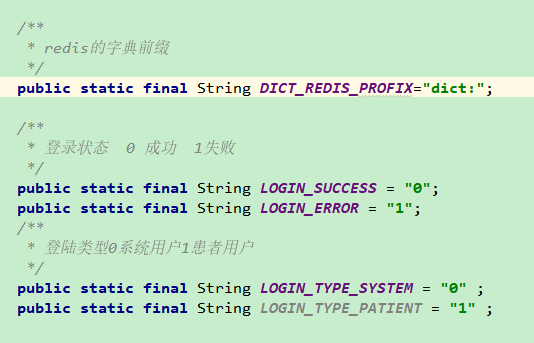 /**
 * redis的字典前缀
 */
public static final String DICT_REDIS_PROFIX="dict:";
/**
 * 登录状态  0 成功  1失败
 */
public static final String LOGIN_SUCCESS = "0";
public static final String LOGIN_ERROR = "1";
/**
 * 登陆类型0系统用户1患者用户
 */
public static final String LOGIN_TYPE_SYSTEM = "0" ;
public static final String LOGIN_TYPE_PATIENT = "1" ;